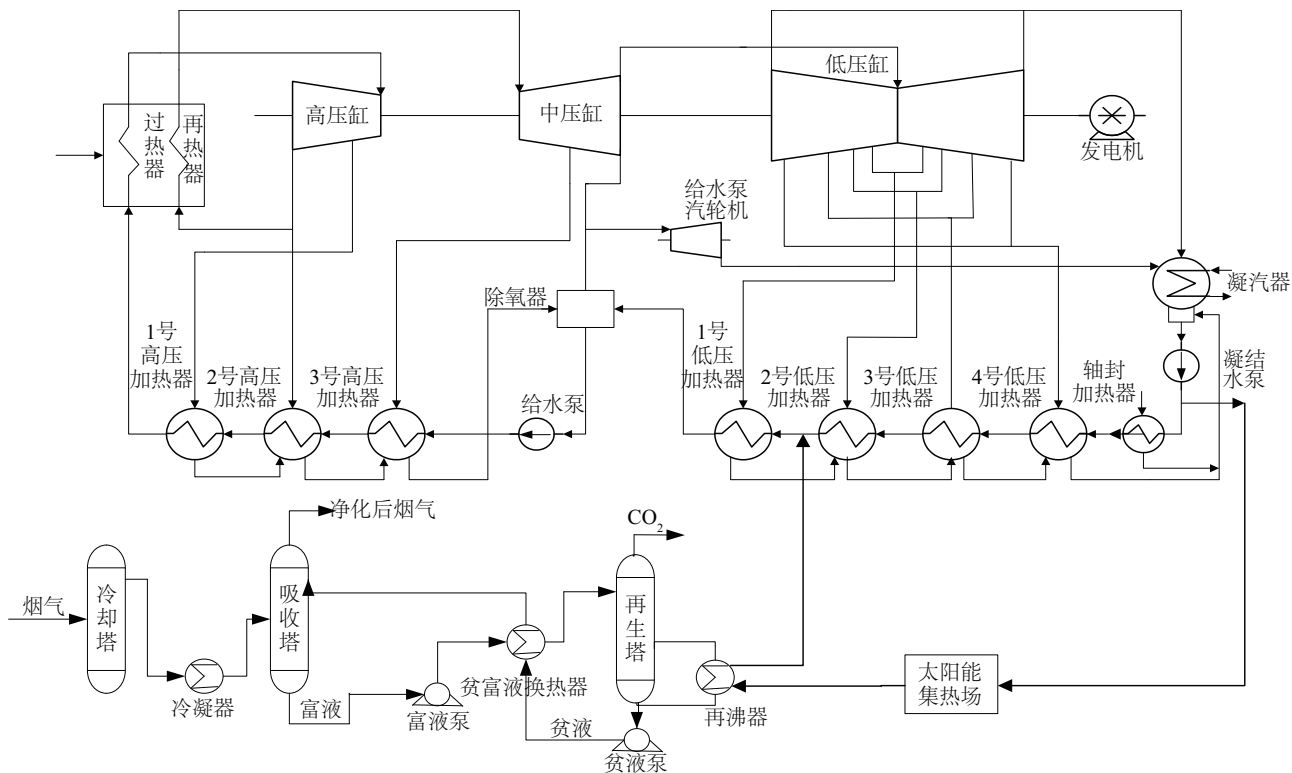 过
热
器
再
热
器
高压缸
中压缸
低压缸
发电机
给水泵
汽轮机
凝汽器
除氧器
1号
高压
加热器
2号高压
加热器
3号高压
加热器
给水泵
1号
低压
加热器
2号低压
加热器
3号低压
加热器
4号低压
加热器
轴封
加热器
凝结
水泵
净化后烟气
CO2
烟气
冷
却
塔
冷凝器
吸
收
塔
富液
富液泵
贫富液换热器
贫液
再
生
塔
贫液泵
再沸器
太阳能
集热场